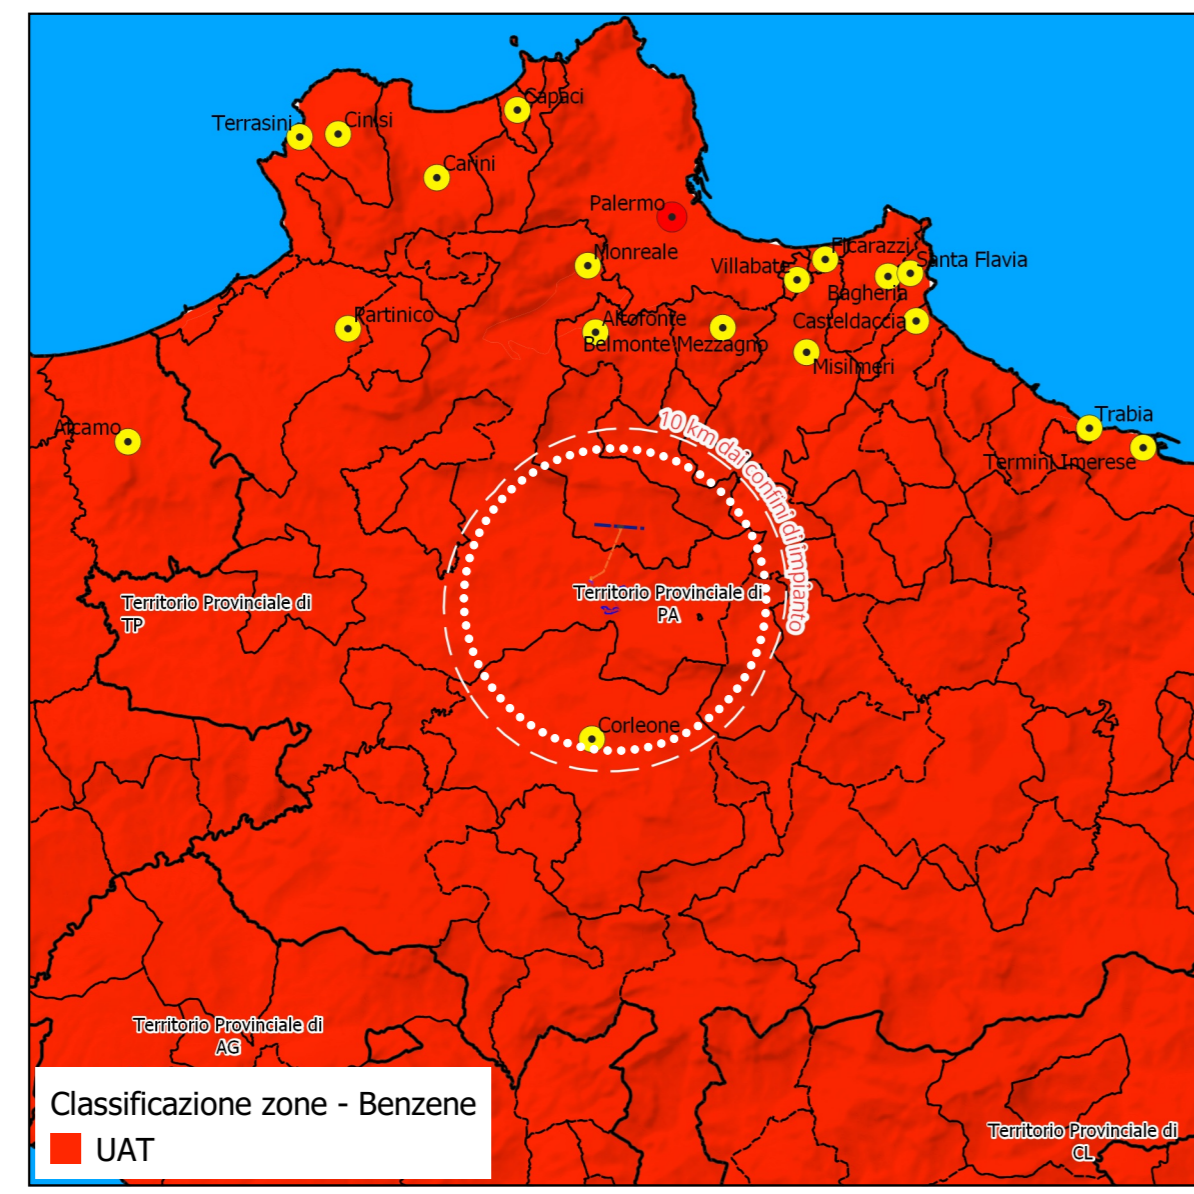 Capaci
Terrasini
Cinisi
Carini
Palermo
Monreale
Villabate
Ficarazzi
Santa Flavia
Bagheria
Partinico
Altofonte
Casteldaccia
Belmonte Mezzagno
Misilmeri
Alcamo
Trabia
Termini Imerese
10 km dai confini di impianto
Territorio Provinciale di
TP
Territorio Provinciale di
PA
Corleone
Territorio Provinciale di
AG
Classificazione zone - Benzene
UAT
Territorio Provinciale di
CL